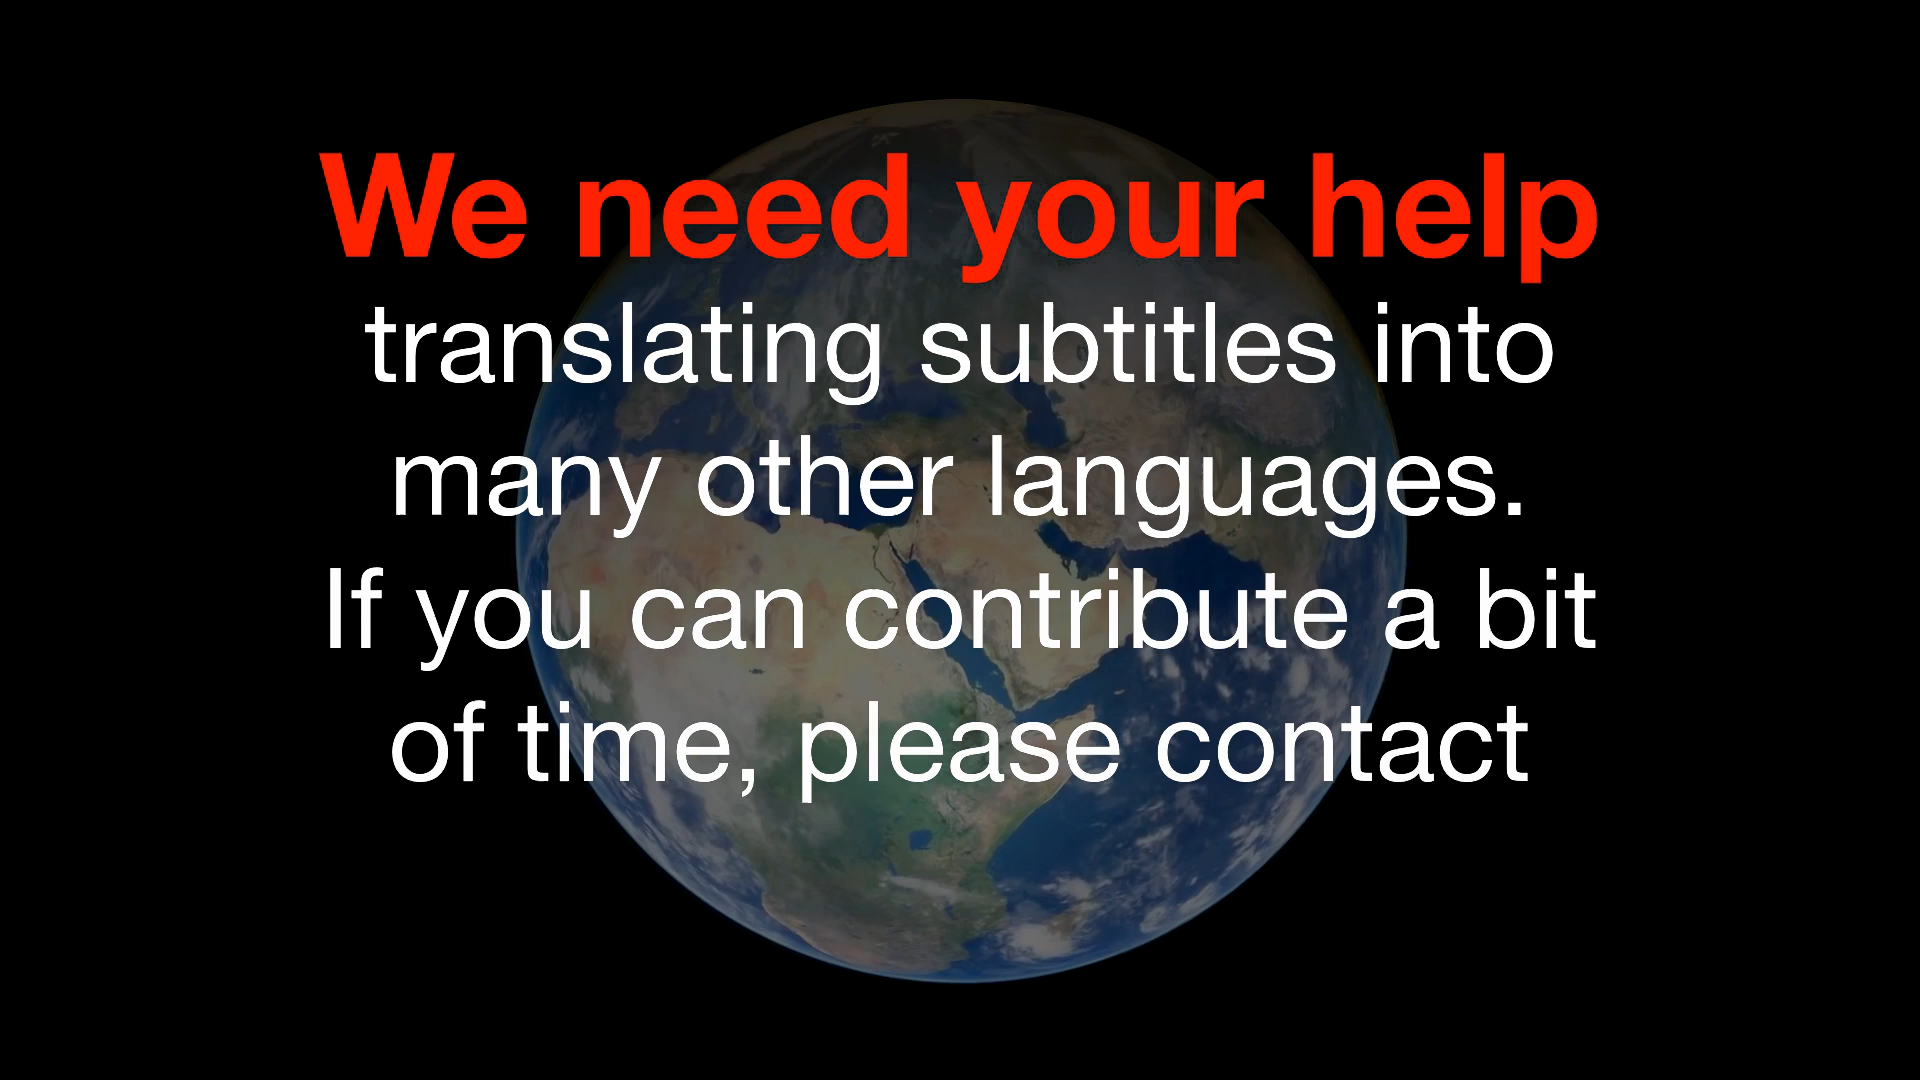 We need your help
translating subtitles into
many other languages.
If you can contribute a bit
of time, please contact